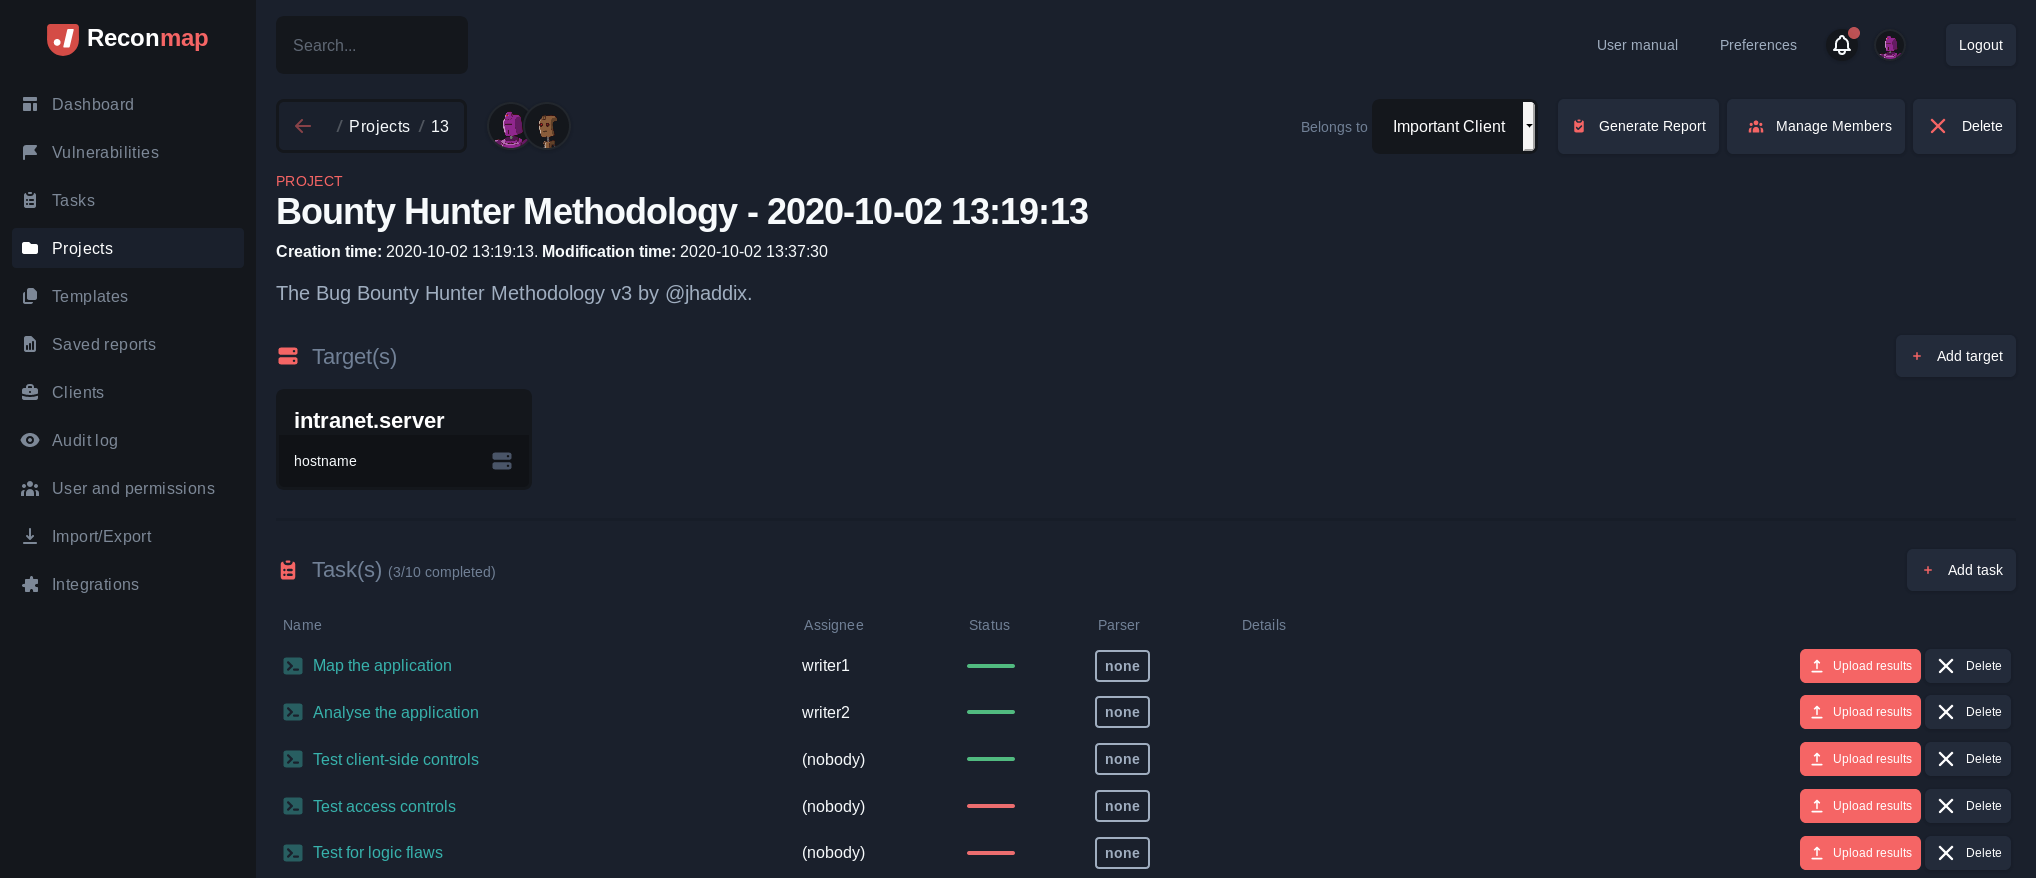 Reconmap
Dashboard
Vulnerabilities
Tasks
Projects
Templates
Saved reports
Clients
Audit log
User and permissions
Import/Export
Integrations
Search...
User manual
Preferences
Logout
/ Projects / 13
Belongs to
Important Client
Generate Report
Manage Members
Delete
PROJECT
Bounty Hunter Methodology - 2020-10-02 13:19:13
Creation time: 2020-10-02 13:19:13. Modification time: 2020-10-02 13:37:30
The Bug Bounty Hunter Methodology v3 by @jhaddix.
Target(s)
+ Add target
intranet.server
hostname
Task(s) (3/10 completed)
+ Add task
Name Assignee Status Parser Details
Map the application writer1 none Upload results Delete
Analyse the application writer2 none Upload results Delete
Test client-side controls (nobody) none Upload results Delete
Test access controls (nobody) none Upload results Delete
Test for logic flaws (nobody) none Upload results Delete